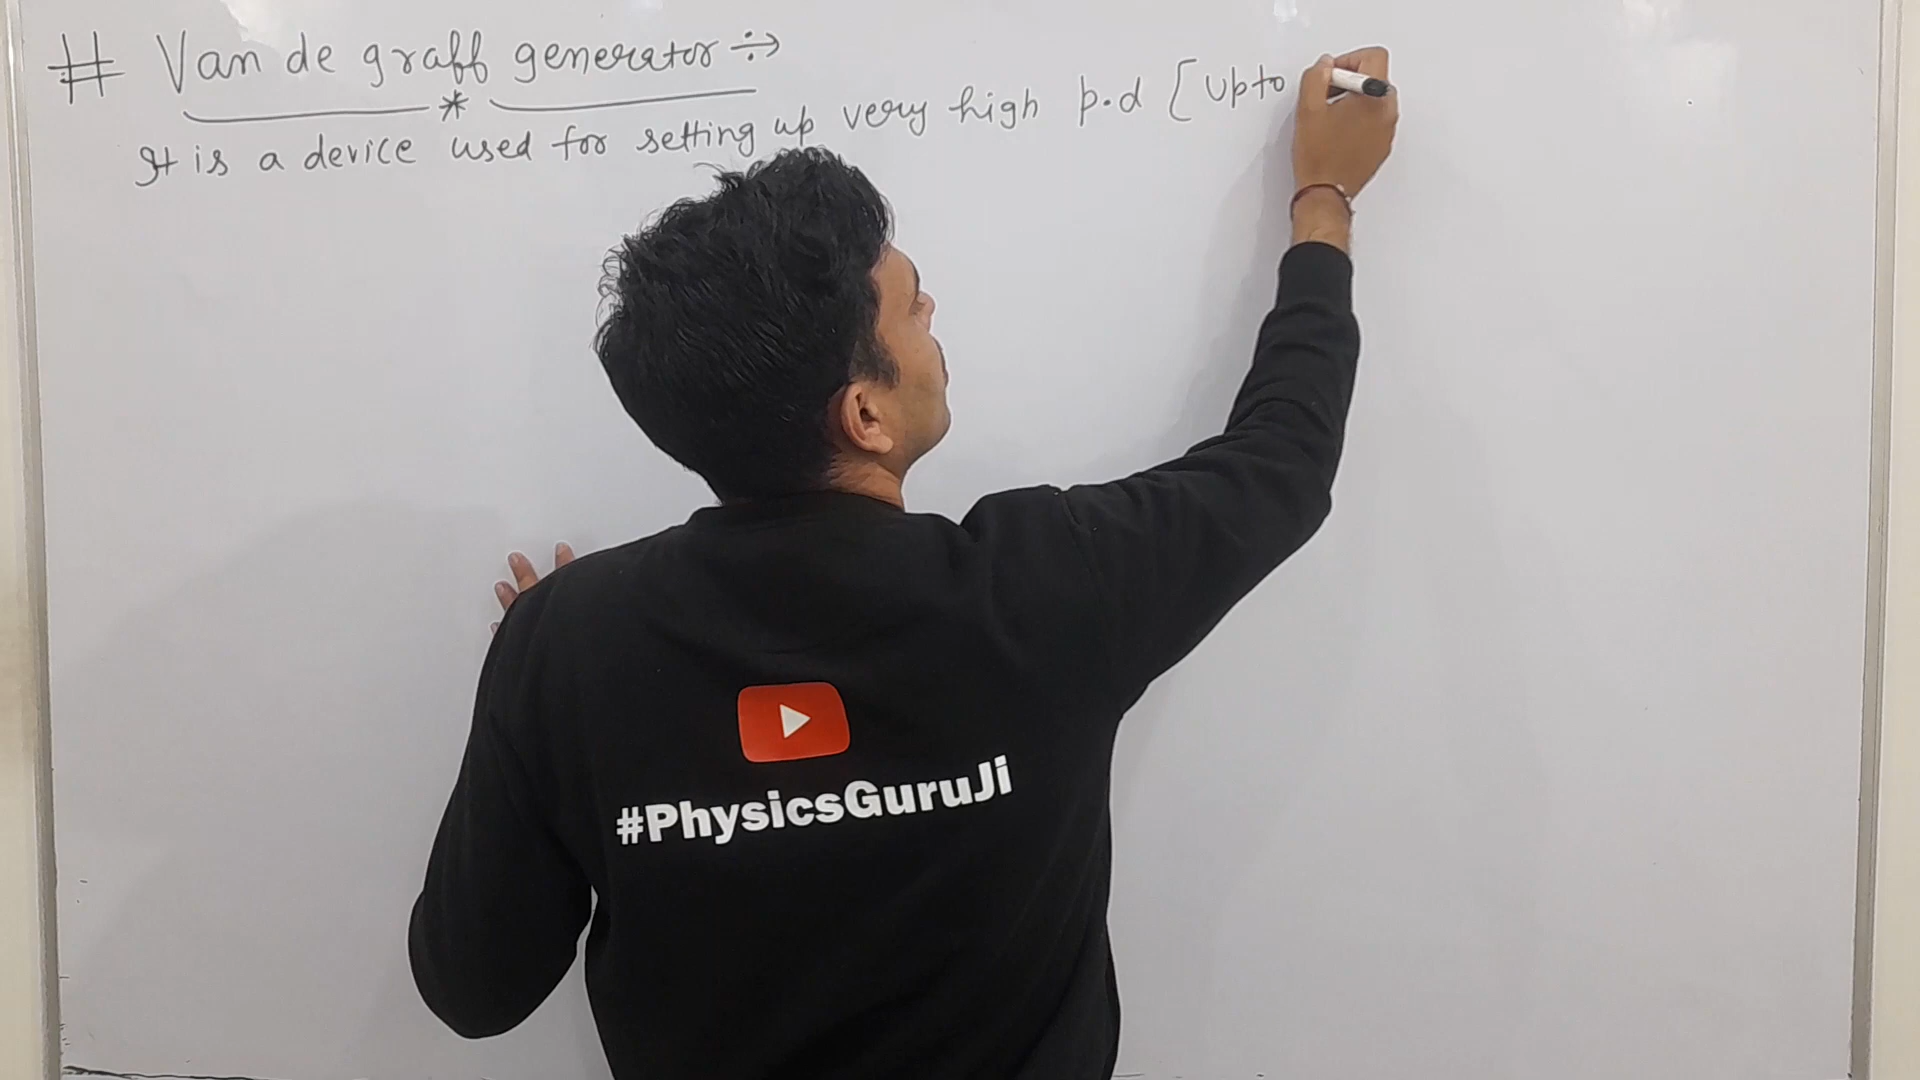 # Van de graff generator ÷→
It is a device used for setting up very high p.d [upto
#PhysicsGuruJi